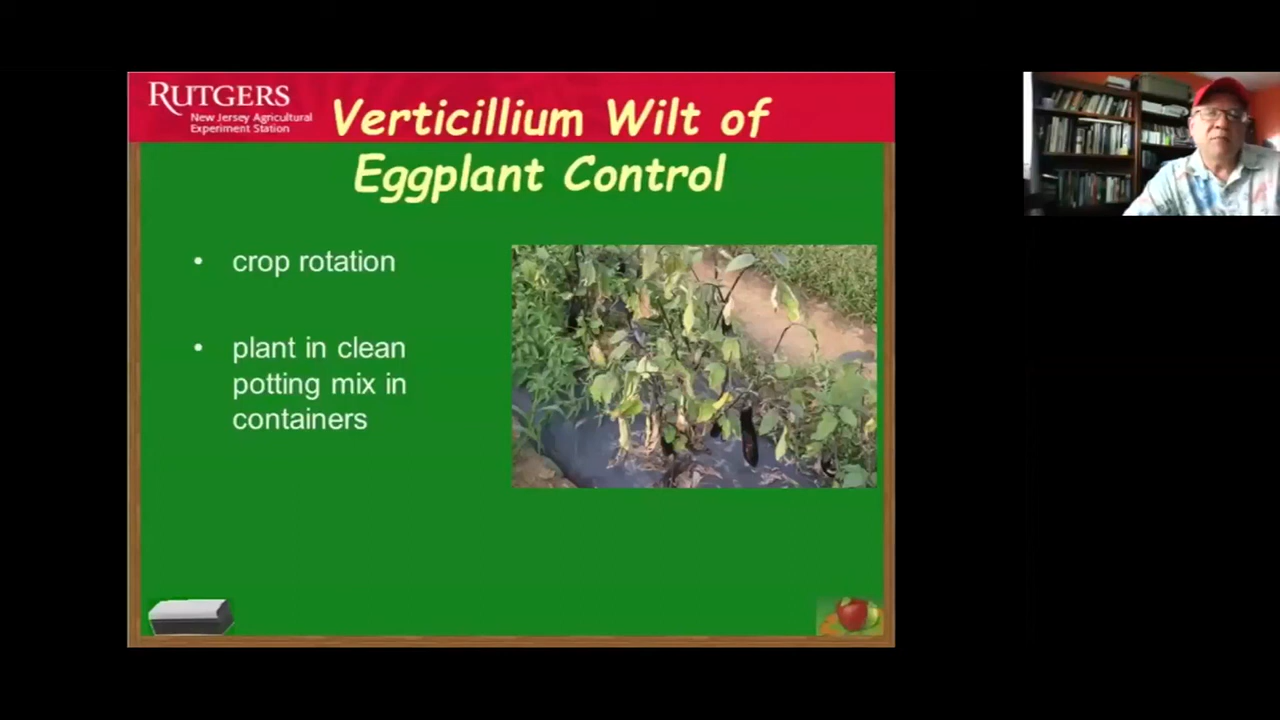 RUTGERS
New Jersey Agricultural
Experiment Station
Verticillium Wilt of
Eggplant Control
• crop rotation
• plant in clean
potting mix in
containers